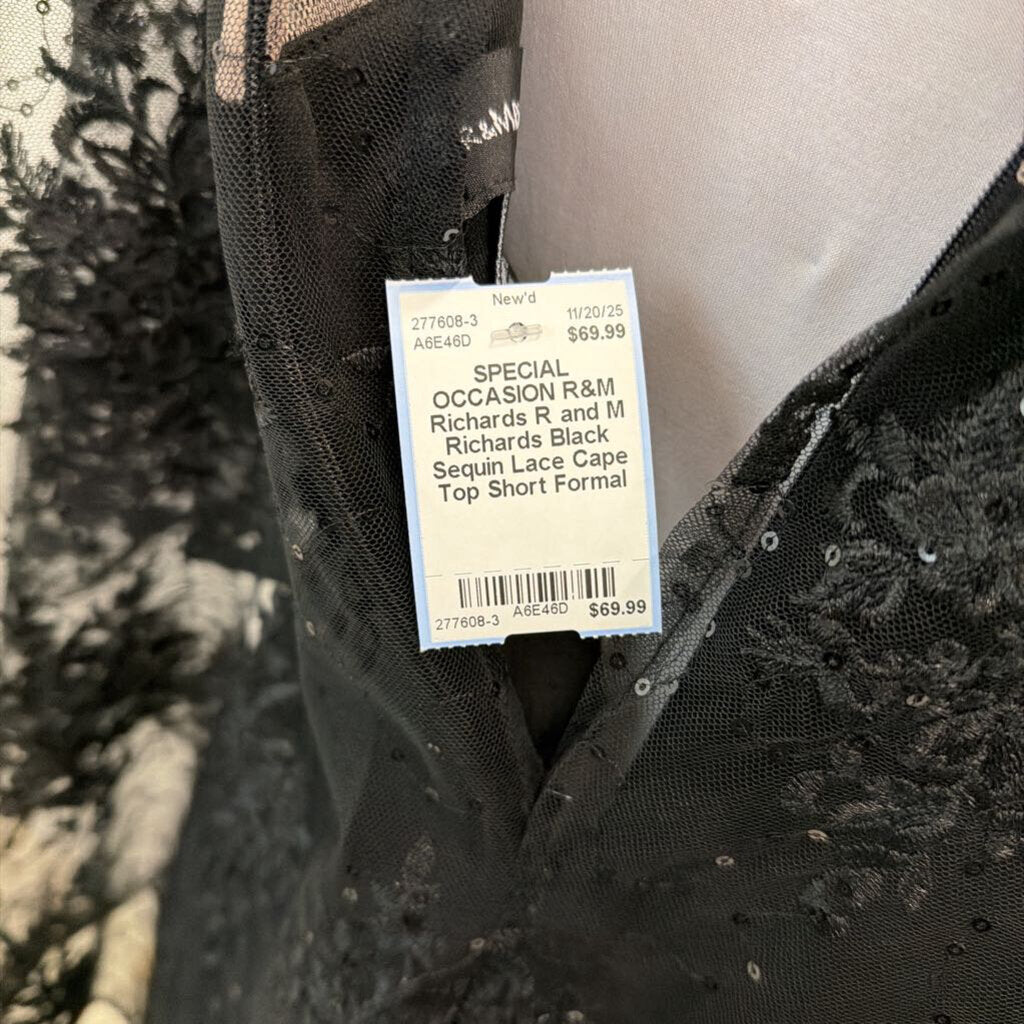 R&M
New'd
277608-3 11/20/25
A6E46D $69.99
SPECIAL
OCCASION R&M
Richards R and M
Richards Black
Sequin Lace Cape
Top Short Formal
277608-3 A6E46D $69.99